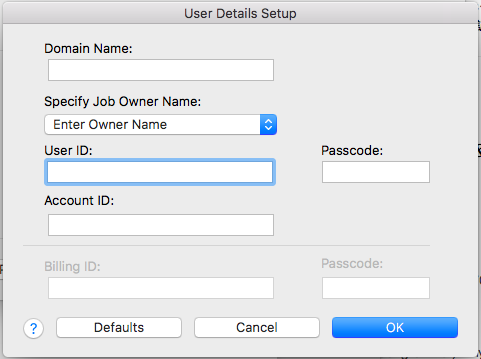 User Details Setup
Domain Name:
Specify Job Owner Name:
Enter Owner Name
User ID: Passcode:
Account ID:
Billing ID: Passcode:
? Defaults Cancel OK